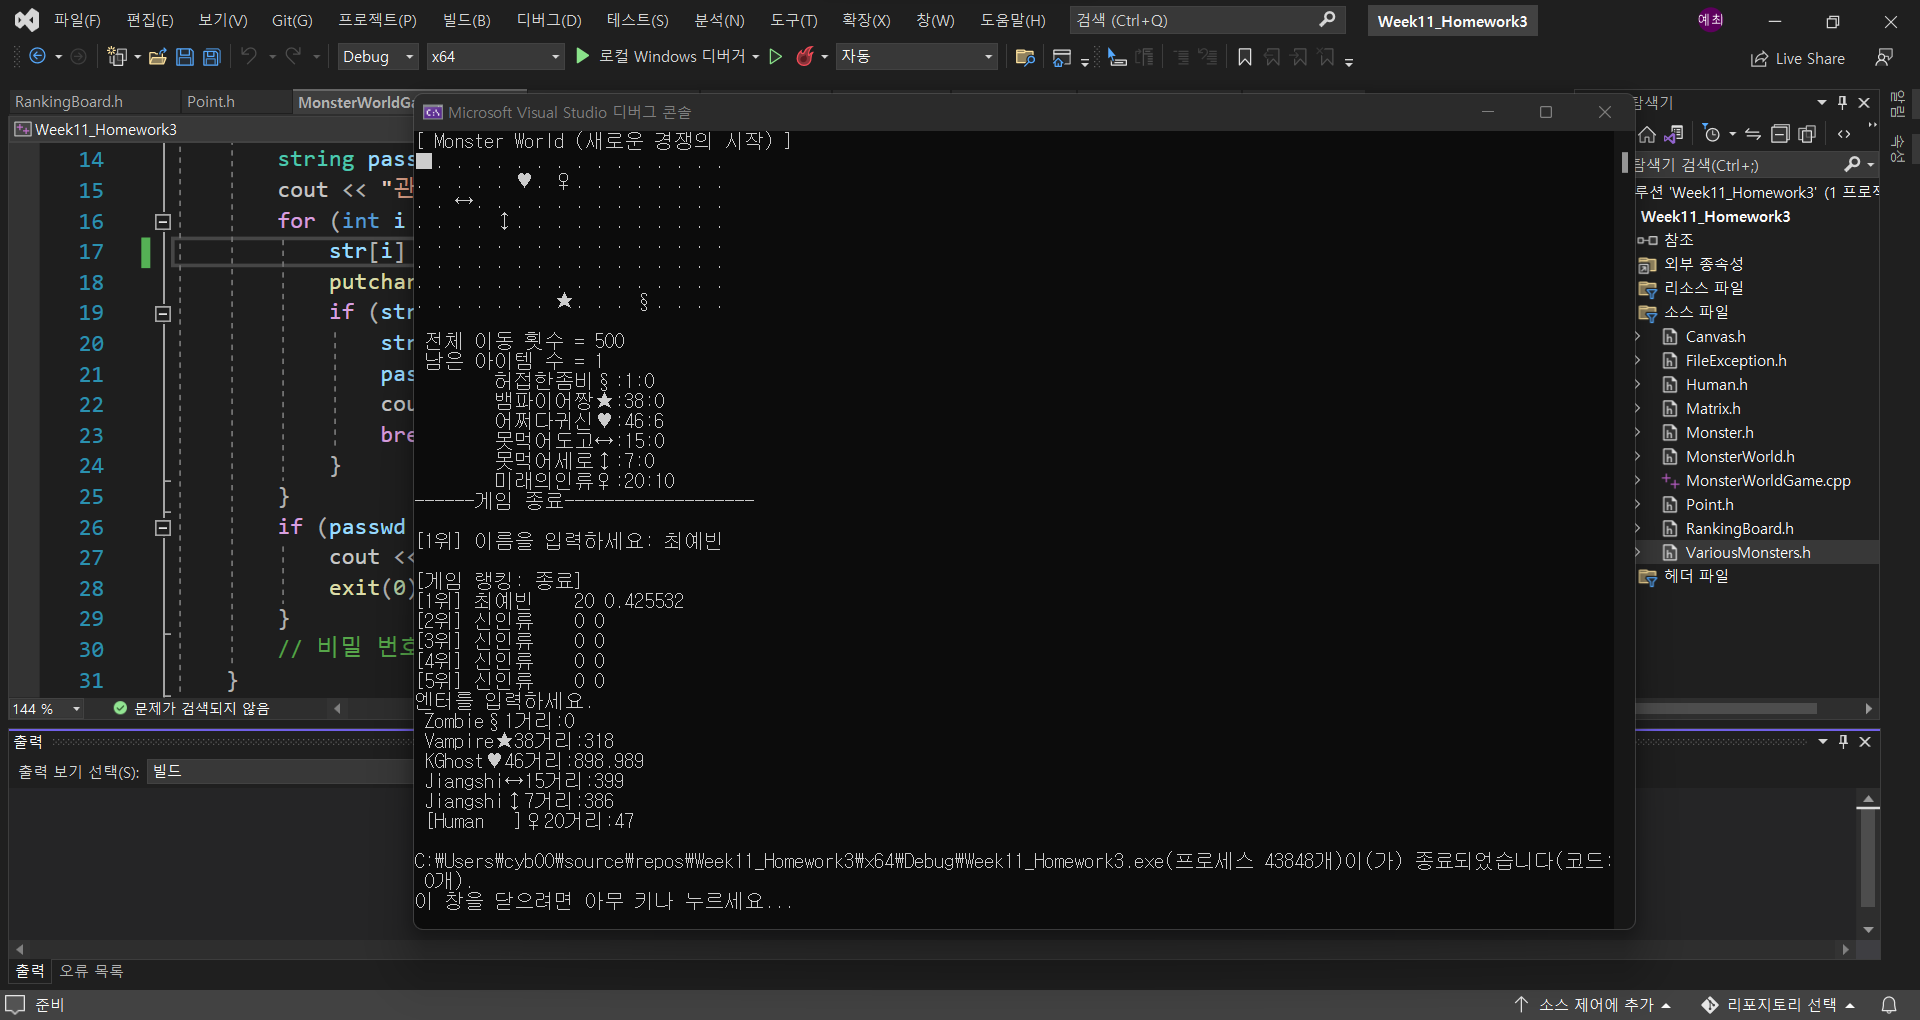 파일(F) 편집(E) 보기(V) Git(G) 프로젝트(P) 빌드(B) 디버그(D) 테스트(S) 분석(N) 도구(T) 확장(X) 창(W) 도움말(H) 검색 (Ctrl+Q) Week11_Homework3 예최
Debug x64 로컬 Windows 디버거 자동 Live Share
RankingBoard.h Point.h MonsterWorldGa
Week11_Homework3
14 string pass
15 cout << "관
16 for (int i
17 str[i]
18 putchar
19 if (str
20 str
21 pas
22 cou
23 bre
24 }
25 }
26 if (passwd
27 cout <<
28 exit(0)
29 }
30 // 비밀 번호
31 }
144 % 문제가 검색되지 않음
출력
출력 보기 선택(S): 빌드
출력 오류 목록
준비 소스 제어에 추가 리포지토리 선택
Microsoft Visual Studio 디버그 콘솔
[ Monster World (새로운 경쟁의 시작) ]
■ . . . . . . . . . . . . . . .
. . . . . ♥ . ♀ . . . . . . . .
. . ↔ . . . . . . . . . . . . .
. . . . ↕ . . . . . . . . . . .
. . . . . . . . . . . . . . . .
. . . . . . . . . . . . . . . .
. . . . . . . . . . . . . . . .
. . . . . . . ★ . . . § . . . .
전체 이동 횟수 = 500
남은 아이템 수 = 1
허접한좀비§:1:0
뱀파이어짱★:38:0
어쩌다귀신♥:46:6
못먹어도고↔:15:0
못먹어세로↕:7:0
미래의인류♀:20:10
------게임 종료-------------------
[1위] 이름을 입력하세요: 최예빈
[게임 랭킹: 종료]
[1위] 최예빈 20 0.425532
[2위] 신인류 0 0
[3위] 신인류 0 0
[4위] 신인류 0 0
[5위] 신인류 0 0
엔터를 입력하세요.
Zombie§1거리:0
Vampire★38거리:318
KGhost♥46거리:898.989
Jiangshi↔15거리:399
Jiangshi↕7거리:386
[Human ]♀20거리:47
C:₩Users₩cyb00₩source₩repos₩Week11_Homework3₩x64₩Debug₩Week11_Homework3.exe(프로세스 43848개)이(가) 종료되었습니다(코드:
0개).
이 창을 닫으려면 아무 키나 누르세요...
탐색기
탐색기 검색(Ctrl+;)
루션 'Week11_Homework3' (1 프로젝
Week11_Homework3
참조
외부 종속성
리소스 파일
소스 파일
Canvas.h
FileException.h
Human.h
Matrix.h
Monster.h
MonsterWorld.h
MonsterWorldGame.cpp
Point.h
RankingBoard.h
VariousMonsters.h
헤더 파일
알림
속성